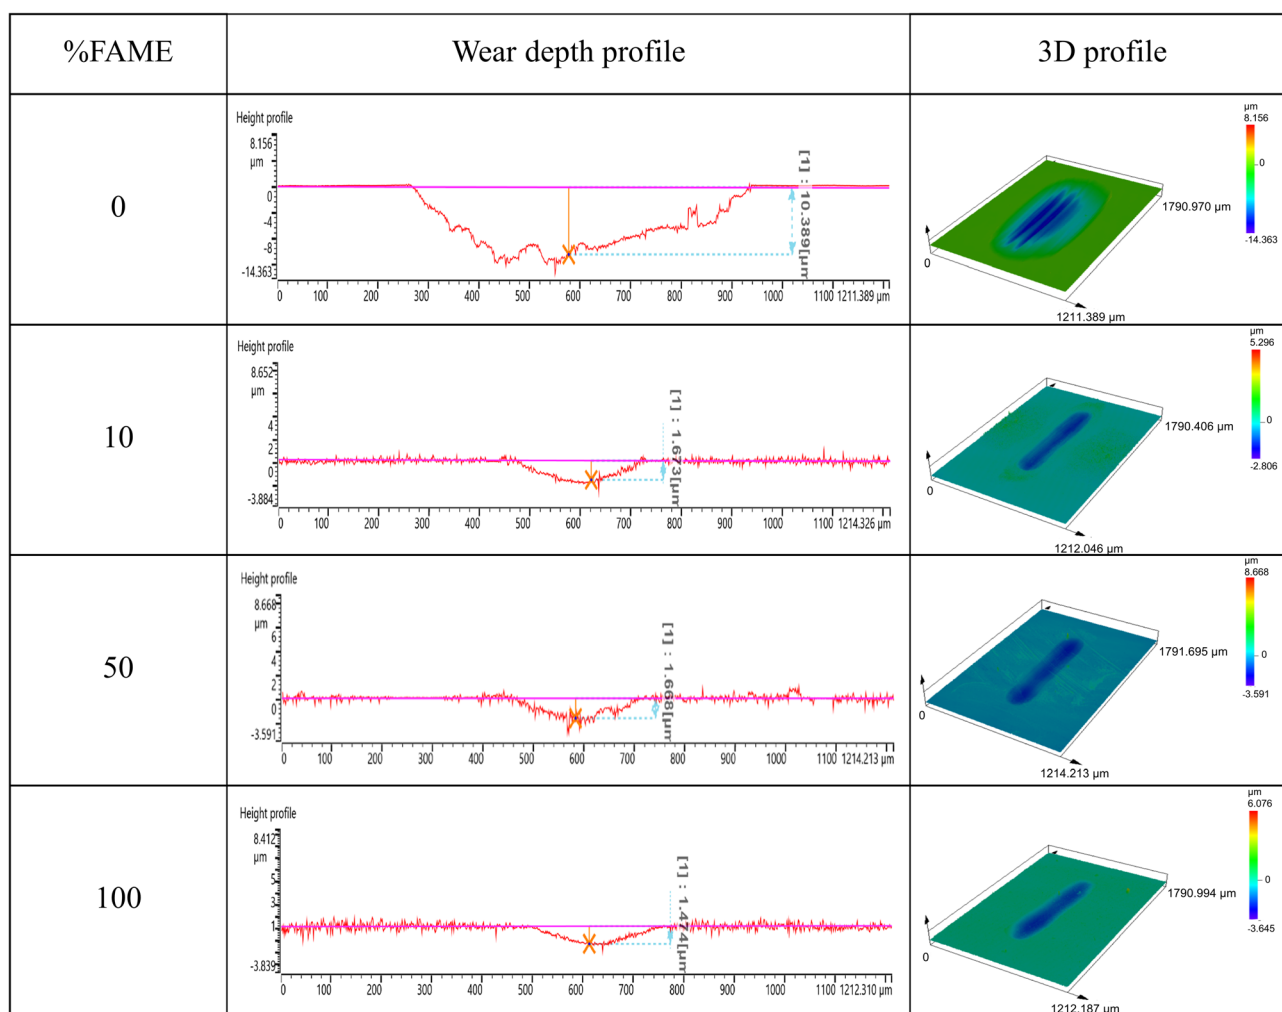 %FAME Wear depth profile 3D profile
0
Height profile
8.156
µm
0
-4
-8
-14.363
0 100 200 300 400 500 600 700 800 900 1000 1100 1211.389 µm
[1] : 10.389[µm
µm
8.156
0
-14.363
1790.970 µm
0
1211.389 µm
10
Height profile
8.652
µm
4
2
0
-3.884
0 100 200 300 400 500 600 700 800 900 1000 1100 1214.326 µm
[1] : 1.673[µm
µm
5.296
0
-2.806
1790.406 µm
0
1212.046 µm
50
Height profile
8.668
µm
6
4
2
0
-3.591
0 100 200 300 400 500 600 700 800 900 1000 1100 1214.213 µm
[1] : 1.668[µm
µm
8.668
0
-3.591
1791.695 µm
0
1214.213 µm
100
Height profile
8.412
µm
5
3
1
-3.839
0 100 200 300 400 500 600 700 800 900 1000 1100 1212.310 µm
[1] : 1.474[µm
µm
6.076
0
-3.645
1790.994 µm
0
1212.187 µm